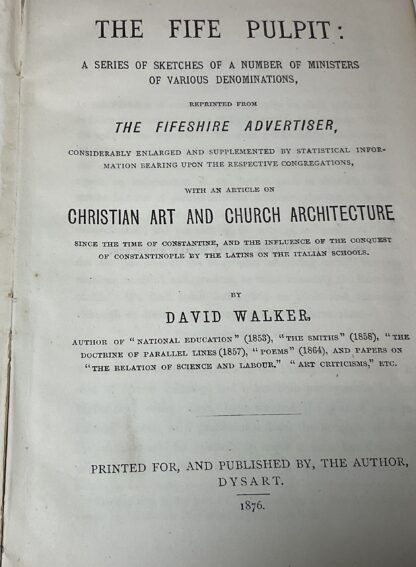 THE FIFE PULPIT:
A SERIES OF SKETCHES OF A NUMBER OF MINISTERS
OF VARIOUS DENOMINATIONS,
REPRINTED FROM
THE FIFESHIRE ADVERTISER,
CONSIDERABLY ENLARGED AND SUPPLEMENTED BY STATISTICAL INFOR-
MATION BEARING UPON THE RESPECTIVE CONGREGATIONS,
WITH AN ARTICLE ON
CHRISTIAN ART AND CHURCH ARCHITECTURE
SINCE THE TIME OF CONSTANTINE, AND THE INFLUENCE OF THE CONQUEST
OF CONSTANTINOPLE BY THE LATINS ON THE ITALIAN SCHOOLS.
BY
DAVID WALKER,
AUTHOR OF "NATIONAL EDUCATION" (1853), "THE SMITHS" (1858), "THE
DOCTRINE OF PARALLEL LINES (1857), "POEMS" (1864), AND PAPERS ON
"THE RELATION OF SCIENCE AND LABOUR," "ART CRITICISMS," ETC.
PRINTED FOR, AND PUBLISHED BY, THE AUTHOR,
DYSART.
1876.